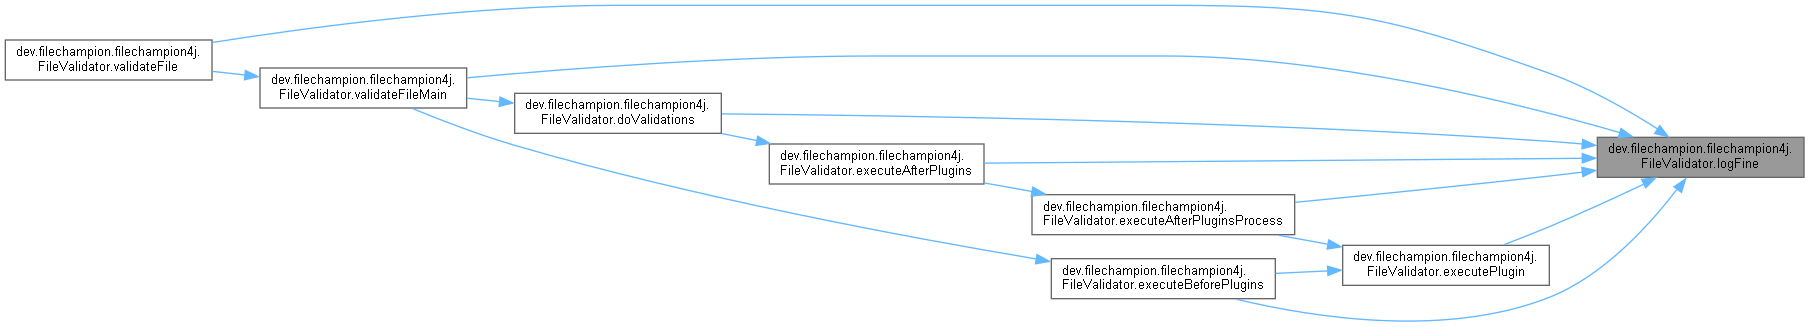 dev.filechampion.filechampion4j.
FileValidator.validateFile
dev.filechampion.filechampion4j.
FileValidator.validateFileMain
dev.filechampion.filechampion4j.
FileValidator.doValidations
dev.filechampion.filechampion4j.
FileValidator.executeAfterPlugins
dev.filechampion.filechampion4j.
FileValidator.executeAfterPluginsProcess
dev.filechampion.filechampion4j.
FileValidator.executeBeforePlugins
dev.filechampion.filechampion4j.
FileValidator.executePlugin
dev.filechampion.filechampion4j.
FileValidator.logFine